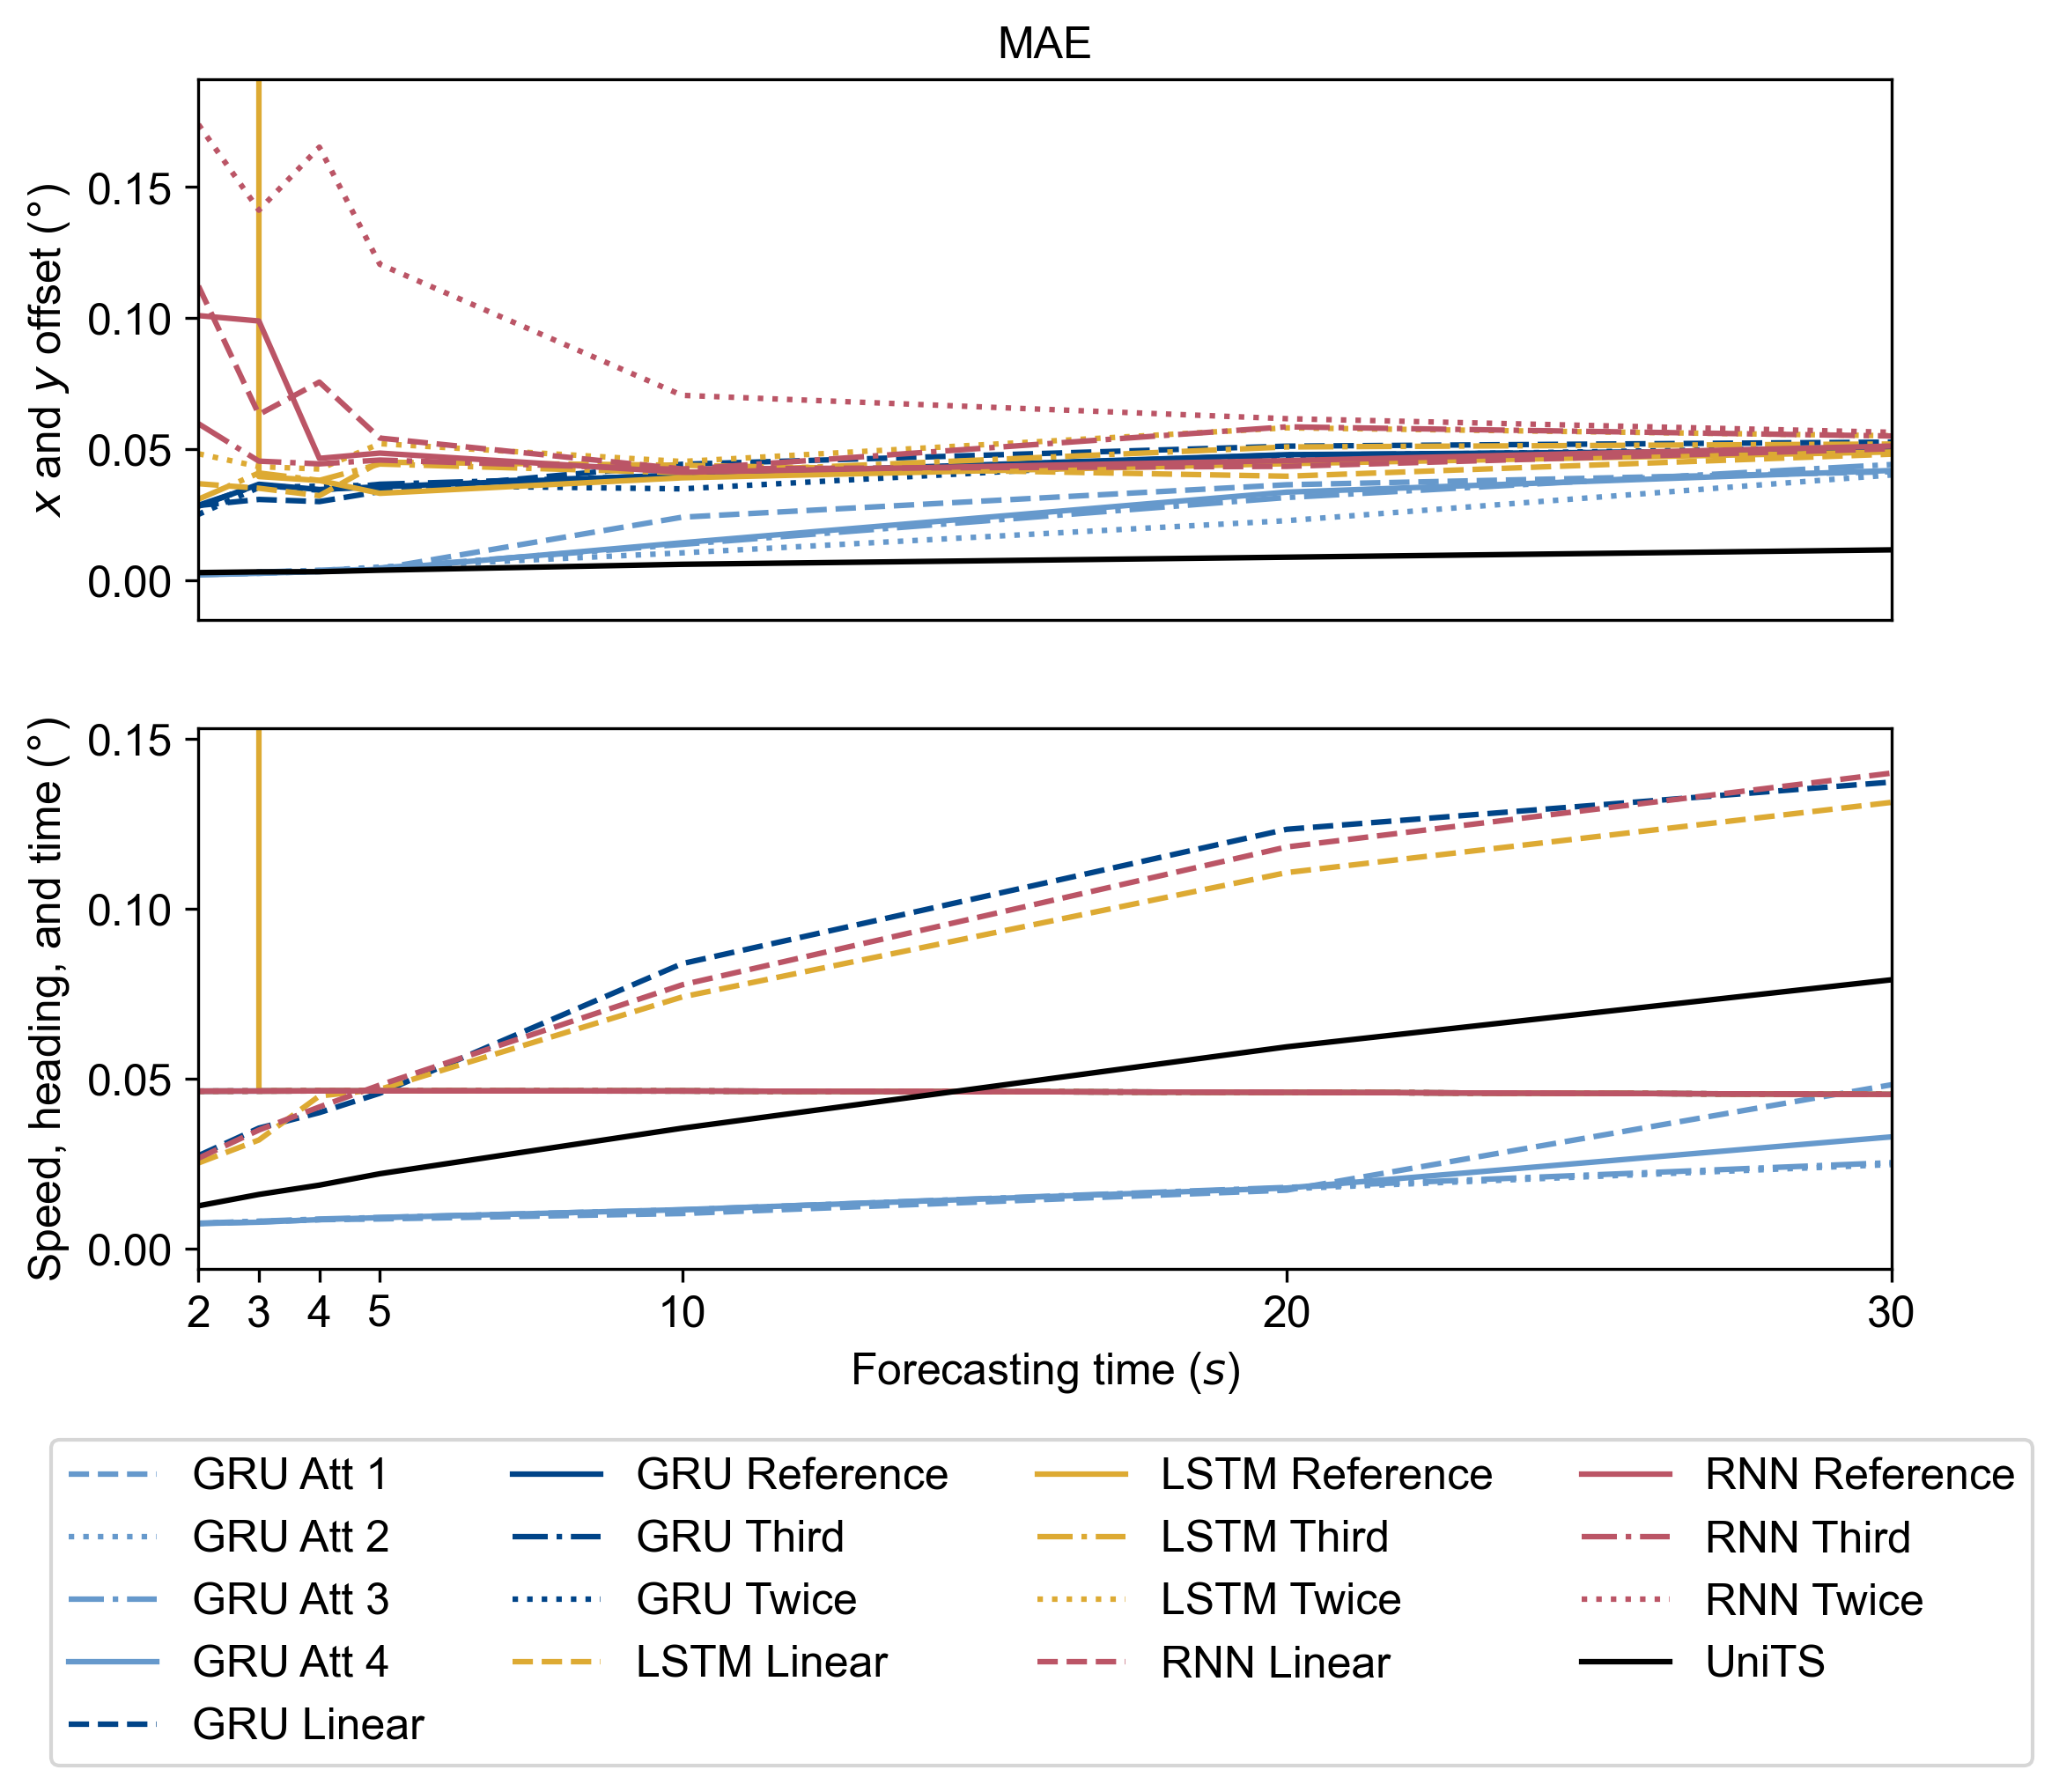 MAE
x and y offset (°)
0.15
0.10
0.05
0.00
Speed, heading, and time (°)
0.15
0.10
0.05
0.00
2 3 4 5 10 20 30
Forecasting time (s)
GRU Att 1
GRU Att 2
GRU Att 3
GRU Att 4
GRU Linear
GRU Reference
GRU Third
GRU Twice
LSTM Linear
LSTM Reference
LSTM Third
LSTM Twice
RNN Linear
RNN Reference
RNN Third
RNN Twice
UniTS